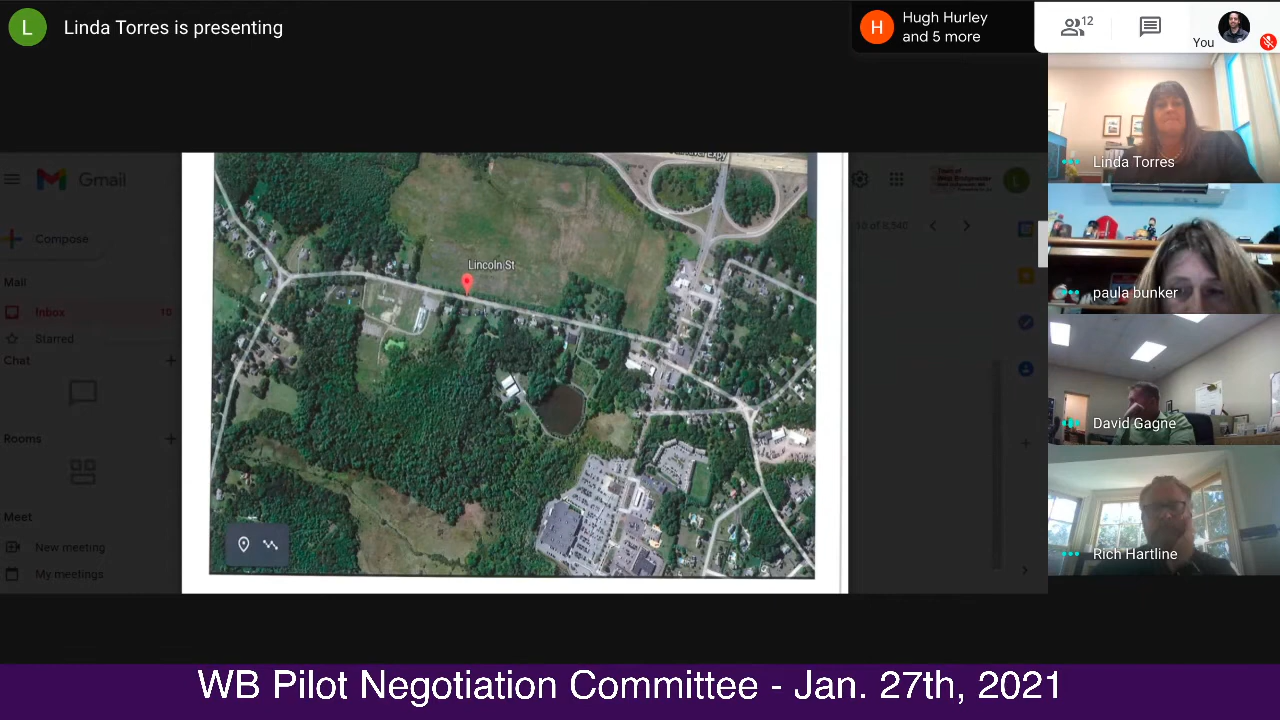 L
Linda Torres is presenting
H
Hugh Hurley
and 5 more
12
You
Gmail
L
Compose
Mail
Inbox
10
Starred
Chat
Rooms
Meet
New meeting
My meetings
Lincoln St
Linda Torres
paula bunker
David Gagne
Rich Hartline
WB Pilot Negotiation Committee - Jan. 27th, 2021